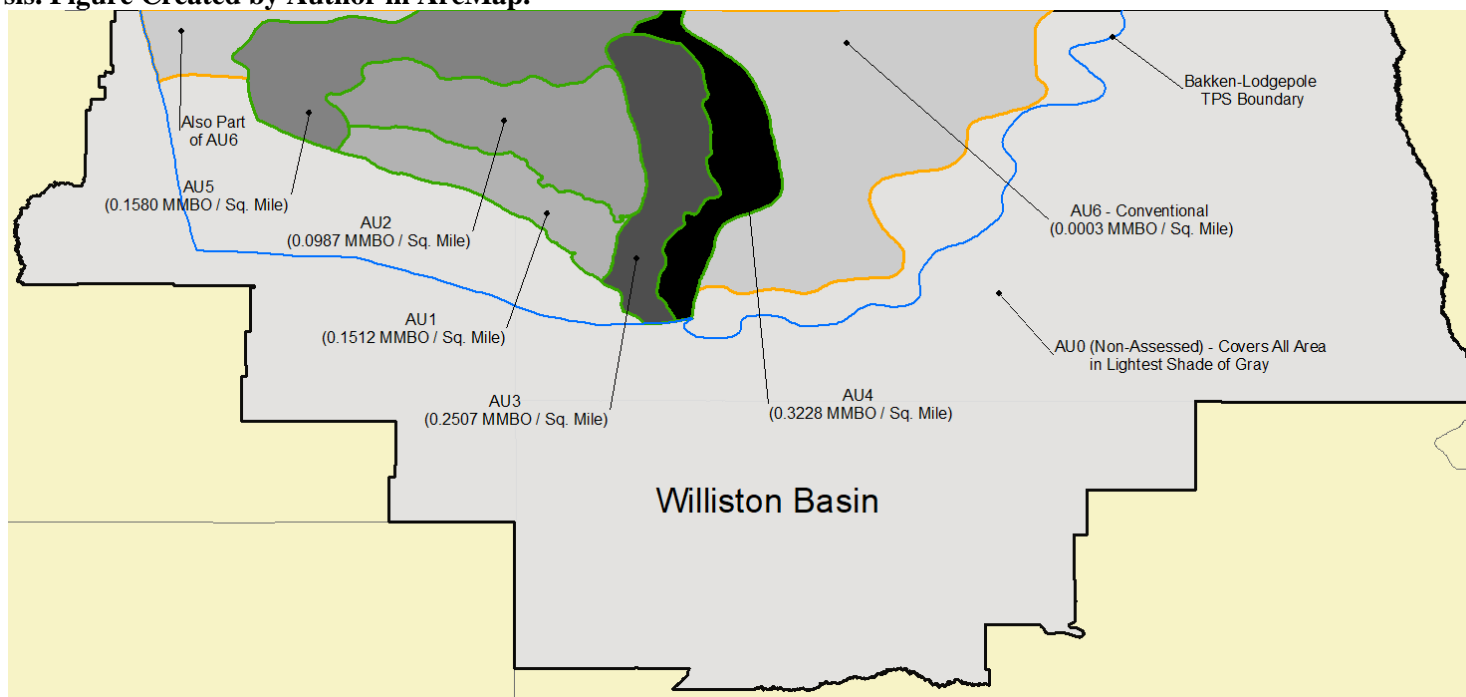 sis. Figure Created by Author in ArcMap.
Bakken-Lodgepole
TPS Boundary
Also Part
of AU6
AU5
(0.1580 MMBO / Sq. Mile)
AU2
(0.0987 MMBO / Sq. Mile)
AU6 - Conventional
(0.0003 MMBO / Sq. Mile)
AU1
(0.1512 MMBO / Sq. Mile)
AU0 (Non-Assessed) - Covers All Area
in Lightest Shade of Gray
AU3
(0.2507 MMBO / Sq. Mile)
AU4
(0.3228 MMBO / Sq. Mile)
Williston Basin